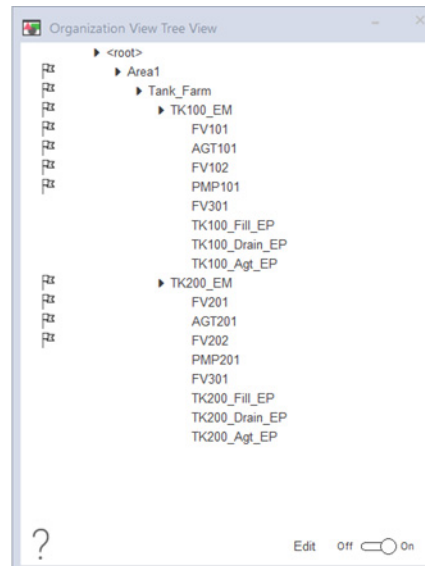 Organization View Tree View
<root>
Area1
Tank_Farm
TK100_EM
FV101
AGT101
FV102
PMP101
FV301
TK100_Fill_EP
TK100_Drain_EP
TK100_Agt_EP
TK200_EM
FV201
AGT201
FV202
PMP201
FV301
TK200_Fill_EP
TK200_Drain_EP
TK200_Agt_EP
? Edit Off On